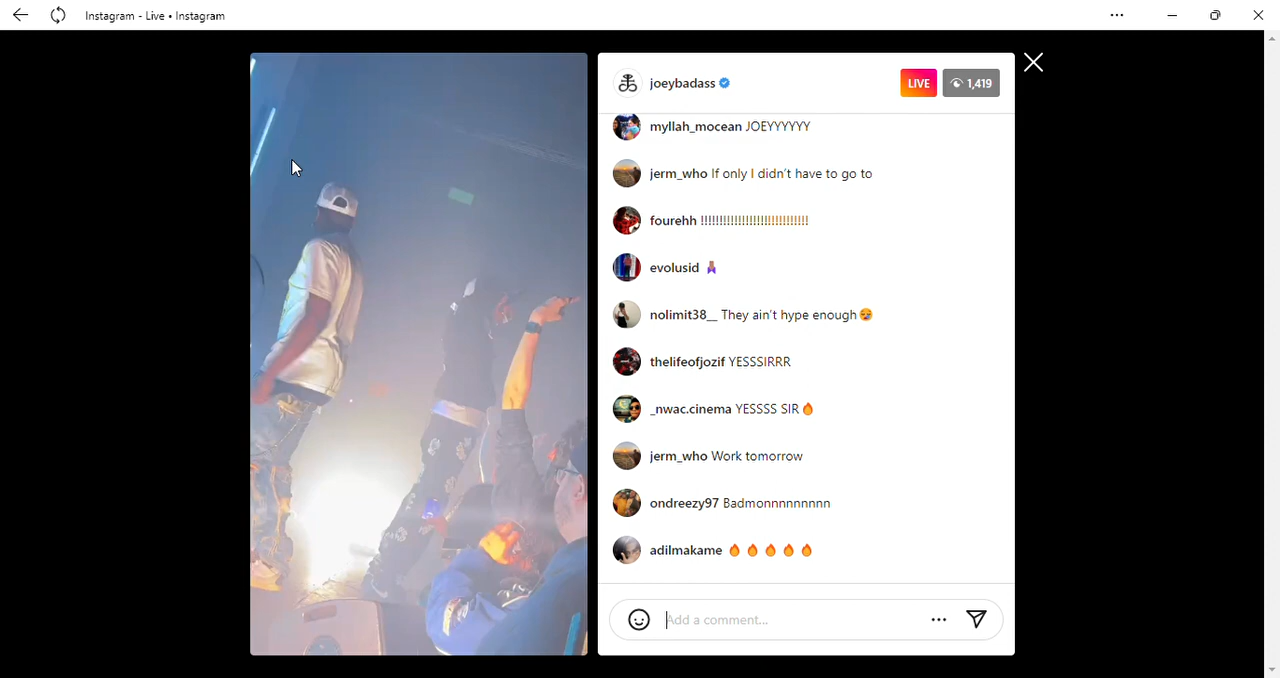 Instagram - Live • Instagram
joeybadass
LIVE
1,419
myllah_mocean JOEYYYYYY
jerm_who If only I didn't have to go to
fourehh !!!!!!!!!!!!!!!!!!!!!!!!!!!!
evolusid
nolimit38__ They ain't hype enough😪
thelifeofjozif YESSSIRRR
_nwac.cinema YESSSS SIR🔥
jerm_who Work tomorrow
ondreezy97 Badmonnnnnnnnn
adilmakame 🔥 🔥 🔥 🔥 🔥
Add a comment...